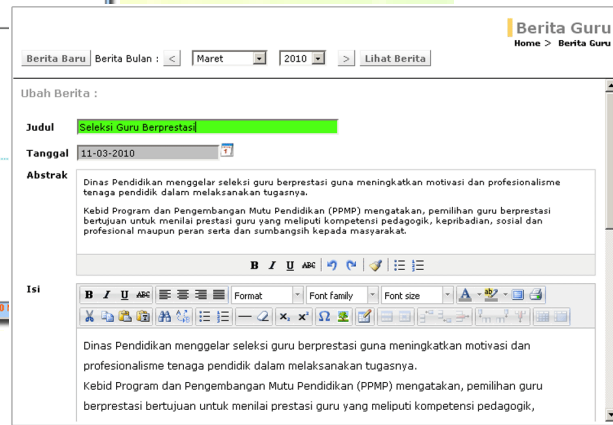 Berita Guru
Home > Berita Guru
Berita Baru Berita Bulan : < Maret 2010 > Lihat Berita
Ubah Berita :
Judul Seleksi Guru Berprestasi
Tanggal 11-03-2010
Abstrak
Dinas Pendidikan menggelar seleksi guru berprestasi guna meningkatkan motivasi dan profesionalisme
tenaga pendidik dalam melaksanakan tugasnya.
Kebid Program dan Pengembangan Mutu Pendidikan (PPMP) mengatakan, pemilihan guru berprestasi
bertujuan untuk menilai prestasi guru yang meliputi kompetensi pedagogik, kepribadian, sosial dan
profesional maupun peran serta dan sumbangsih kepada masyarakat.
B I U ABC
Isi
B I U ABC Format Font family Font size A
Dinas Pendidikan menggelar seleksi guru berprestasi guna meningkatkan motivasi dan
profesionalisme tenaga pendidik dalam melaksanakan tugasnya.
Kebid Program dan Pengembangan Mutu Pendidikan (PPMP) mengatakan, pemilihan guru
berprestasi bertujuan untuk menilai prestasi guru yang meliputi kompetensi pedagogik,